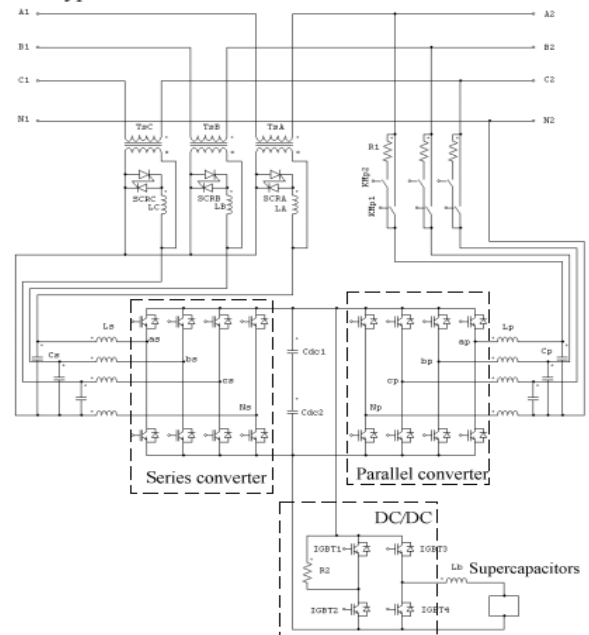 A1 A2
B1 B2
C1 C2
N1 N2
TsC TsB TsA
R1
KMp2
KMp1
SCRC SCRB SCRA
LC LB LA
Ls as ap Lp
Cs bs Cdc1 bp Cp
cs cp
Ns Cdc2 Np
Series converter Parallel converter
DC/DC
IGBT1 IGBT3
R2 Lb Supercapacitors
IGBT2 IGBT4